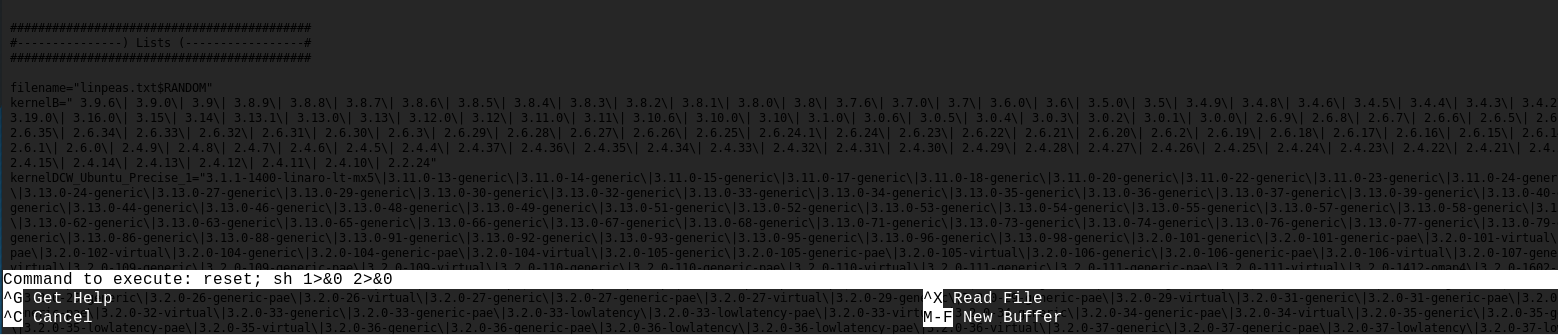 ###########################################
#---------------) Lists (-----------------#
###########################################
filename="linpeas.txt$RANDOM"
kernelB=" 3.9.6\| 3.9.0\| 3.9\| 3.8.9\| 3.8.8\| 3.8.7\| 3.8.6\| 3.8.5\| 3.8.4\| 3.8.3\| 3.8.2\| 3.8.1\| 3.8.0\| 3.8\| 3.7.6\| 3.7.0\| 3.7\| 3.6.0\| 3.6\| 3.5.0\| 3.5\| 3.4.9\| 3.4.8\| 3.4.6\| 3.4.5\| 3.4.4\| 3.4.3\| 3.4.2
3.19.0\| 3.16.0\| 3.15\| 3.14\| 3.13.1\| 3.13.0\| 3.13\| 3.12.0\| 3.12\| 3.11.0\| 3.11\| 3.10.6\| 3.10.0\| 3.10\| 3.1.0\| 3.0.6\| 3.0.5\| 3.0.4\| 3.0.3\| 3.0.2\| 3.0.1\| 3.0.0\| 2.6.9\| 2.6.8\| 2.6.7\| 2.6.6\| 2.6.5\| 2.6
2.6.35\| 2.6.34\| 2.6.33\| 2.6.32\| 2.6.31\| 2.6.30\| 2.6.3\| 2.6.29\| 2.6.28\| 2.6.27\| 2.6.26\| 2.6.25\| 2.6.24.1\| 2.6.24\| 2.6.23\| 2.6.22\| 2.6.21\| 2.6.20\| 2.6.2\| 2.6.19\| 2.6.18\| 2.6.17\| 2.6.16\| 2.6.15\| 2.6.1
2.6.1\| 2.6.0\| 2.4.9\| 2.4.8\| 2.4.7\| 2.4.6\| 2.4.5\| 2.4.4\| 2.4.37\| 2.4.36\| 2.4.35\| 2.4.34\| 2.4.33\| 2.4.32\| 2.4.31\| 2.4.30\| 2.4.29\| 2.4.28\| 2.4.27\| 2.4.26\| 2.4.25\| 2.4.24\| 2.4.23\| 2.4.22\| 2.4.21\| 2.4.
2.4.15\| 2.4.14\| 2.4.13\| 2.4.12\| 2.4.11\| 2.4.10\| 2.2.24"
kernelDCW_Ubuntu_Precise_1="3.1.1-1400-linaro-lt-mx5\|3.11.0-13-generic\|3.11.0-14-generic\|3.11.0-15-generic\|3.11.0-17-generic\|3.11.0-18-generic\|3.11.0-20-generic\|3.11.0-22-generic\|3.11.0-23-generic\|3.11.0-24-gener
\|3.13.0-24-generic\|3.13.0-27-generic\|3.13.0-29-generic\|3.13.0-30-generic\|3.13.0-32-generic\|3.13.0-33-generic\|3.13.0-34-generic\|3.13.0-35-generic\|3.13.0-36-generic\|3.13.0-37-generic\|3.13.0-39-generic\|3.13.0-40-
generic\|3.13.0-44-generic\|3.13.0-46-generic\|3.13.0-48-generic\|3.13.0-49-generic\|3.13.0-51-generic\|3.13.0-52-generic\|3.13.0-53-generic\|3.13.0-54-generic\|3.13.0-55-generic\|3.13.0-57-generic\|3.13.0-58-generic\|3.1
\|3.13.0-62-generic\|3.13.0-63-generic\|3.13.0-65-generic\|3.13.0-66-generic\|3.13.0-67-generic\|3.13.0-68-generic\|3.13.0-71-generic\|3.13.0-73-generic\|3.13.0-74-generic\|3.13.0-76-generic\|3.13.0-77-generic\|3.13.0-79-
generic\|3.13.0-86-generic\|3.13.0-88-generic\|3.13.0-91-generic\|3.13.0-92-generic\|3.13.0-93-generic\|3.13.0-95-generic\|3.13.0-96-generic\|3.13.0-98-generic\|3.2.0-101-generic\|3.2.0-101-generic-pae\|3.2.0-101-virtual\
pae\|3.2.0-102-virtual\|3.2.0-104-generic\|3.2.0-104-generic-pae\|3.2.0-104-virtual\|3.2.0-105-generic\|3.2.0-105-generic-pae\|3.2.0-105-virtual\|3.2.0-106-generic\|3.2.0-106-generic-pae\|3.2.0-106-virtual\|3.2.0-107-gene
Command to execute: reset; sh 1>&0 2>&0
^G Get Help
^X Read File
^C Cancel
M-F New Buffer